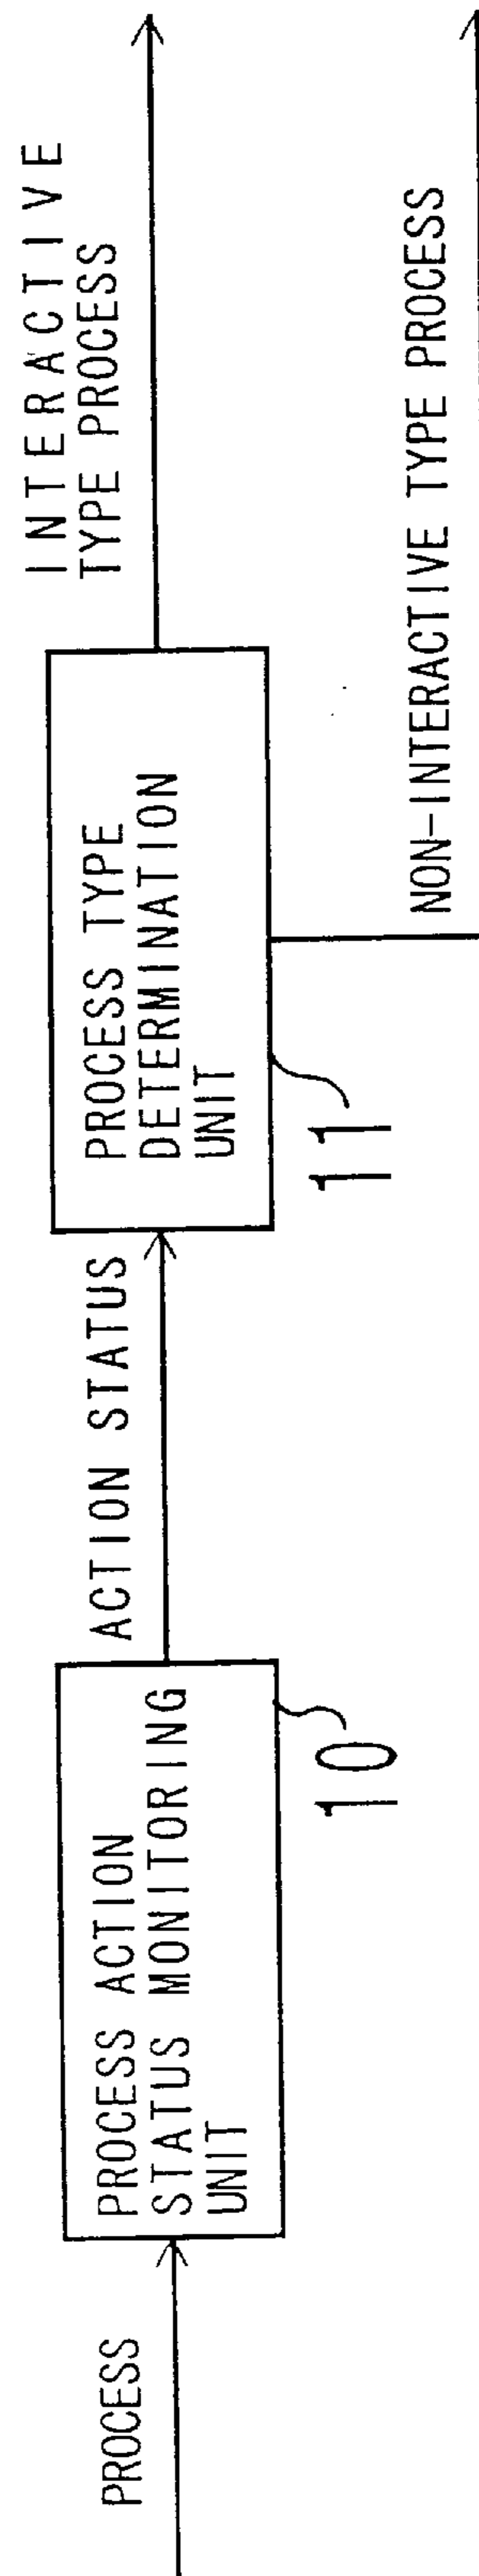 PROCESS
PROCESS ACTION
STATUS MONITORING
UNIT
10
ACTION STATUS
PROCESS TYPE
DETERMINATION
UNIT
11
INTERACTIVE
TYPE PROCESS
NON-INTERACTIVE TYPE PROCESS